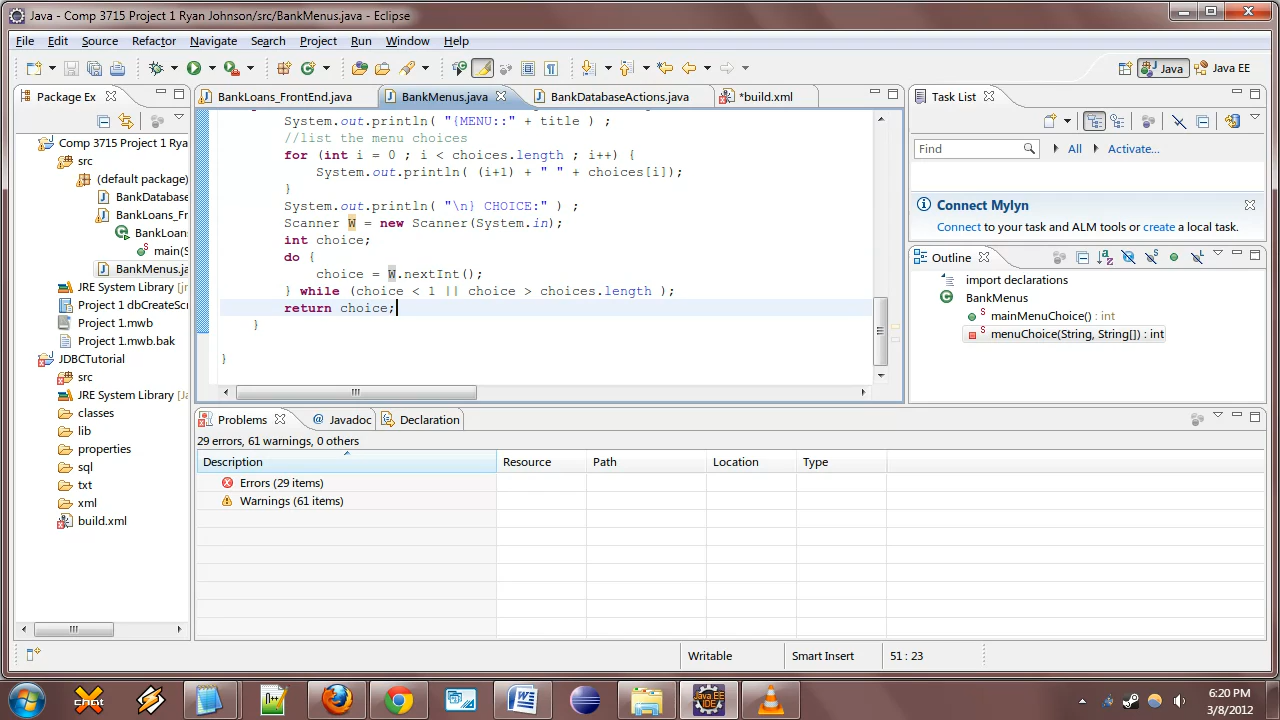 Java - Comp 3715 Project 1 Ryan Johnson/src/BankMenus.java - Eclipse
File Edit Source Refactor Navigate Search Project Run Window Help
Java Java EE
Package Ex
Comp 3715 Project 1 Rya
src
(default package)
BankDatabase
BankLoans_Fr
BankLoans
main(S
BankMenus.ja
JRE System Library [
Project 1 dbCreateScr
Project 1.mwb
Project 1.mwb.bak
JDBCTutorial
src
JRE System Library [Ja
classes
lib
properties
sql
txt
xml
build.xml
BankLoans_FrontEnd.java BankMenus.java BankDatabaseActions.java *build.xml
System.out.println( "{MENU::" + title ) ;
//list the menu choices
for (int i = 0 ; i < choices.length ; i++) {
System.out.println( (i+1) + " " + choices[i]);
}
System.out.println( "\n} CHOICE:" ) ;
Scanner W = new Scanner(System.in);
int choice;
do {
choice = W.nextInt();
} while (choice < 1 || choice > choices.length );
return choice;
}
}
Task List
Find All Activate...
Connect Mylyn
Connect to your task and ALM tools or create a local task.
Outline
import declarations
BankMenus
mainMenuChoice() : int
menuChoice(String, String[]) : int
Problems @ Javadoc Declaration
29 errors, 61 warnings, 0 others
Description Resource Path Location Type
Errors (29 items)
Warnings (61 items)
Writable Smart Insert 51 : 23
6:20 PM
3/8/2012